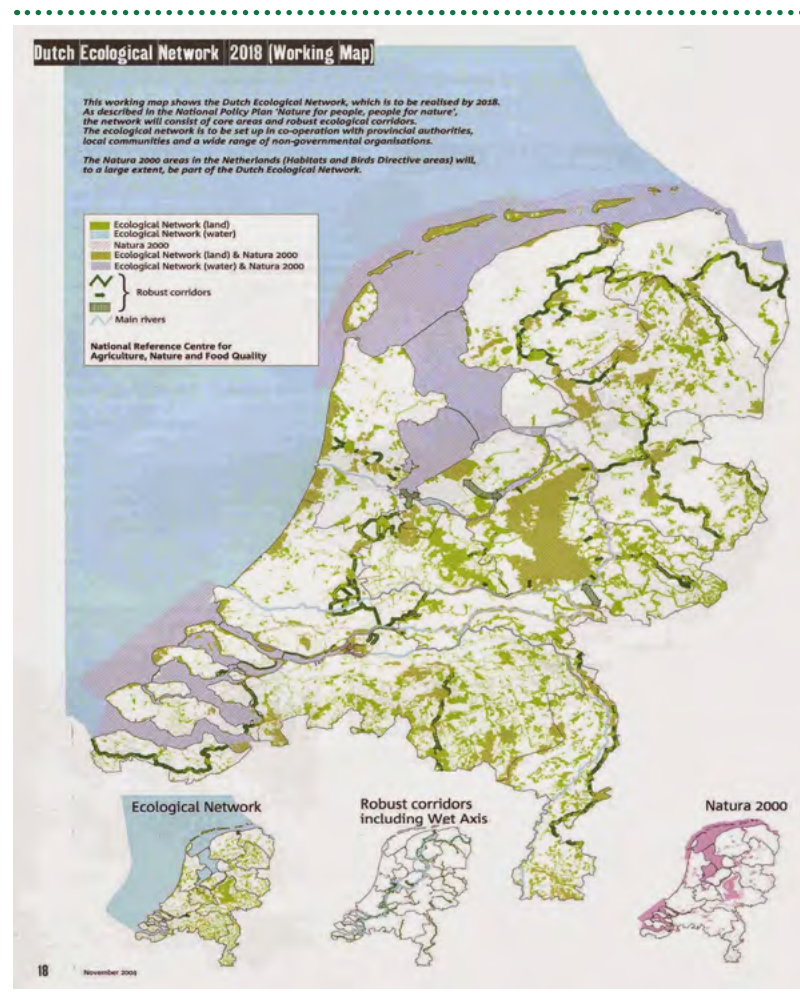 Dutch Ecological Network 2018 (Working Map)
This working map shows the Dutch Ecological Network, which is to be realised by 2018.
As described in the National Policy Plan 'Nature for people, people for nature',
the network will consist of core areas and robust ecological corridors.
The ecological network is to be set up in co-operation with provincial authorities,
local communities and a wide range of non-governmental organisations.
The Natura 2000 areas in the Netherlands (Habitats and Birds Directive areas) will,
to a large extent, be part of the Dutch Ecological Network.
Ecological Network (land)
Ecological Network (water)
Natura 2000
Ecological Network (land) & Natura 2000
Ecological Network (water) & Natura 2000
Robust corridors
Main rivers
National Reference Centre for
Agriculture, Nature and Food Quality
Ecological Network
Robust corridors
including Wet Axis
Natura 2000
18
November 2004